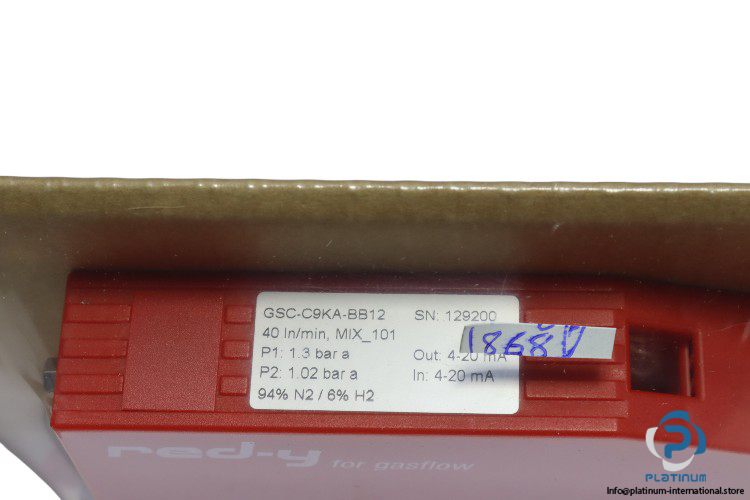 GSC-C9KA-BB12 SN: 129200
40 ln/min, MIX_101
P1: 1.3 bar a Out: 4-20 mA
P2: 1.02 bar a In: 4-20 mA
94% N2 / 6% H2
red-y for gasflow
PLATINUM
Info@platinum-international.store